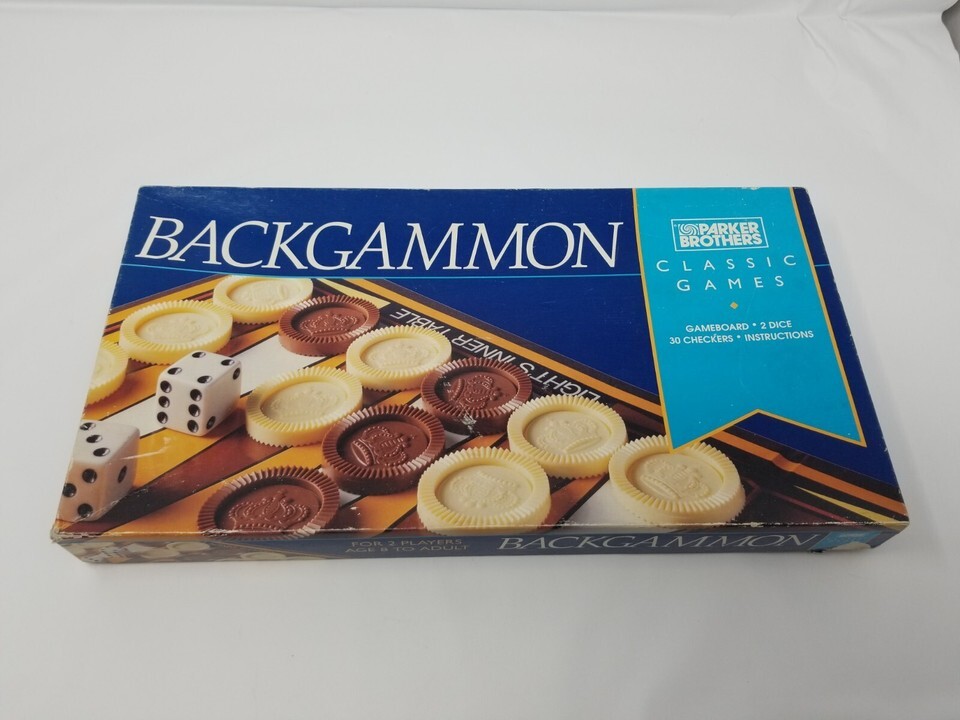 BACKGAMMON
PARKER
BROTHERS
CLASSIC
GAMES
GAMEBOARD • 2 DICE
30 CHECKERS • INSTRUCTIONS
LIGHT'S INNER TABLE
FOR 2 PLAYERS
AGE 8 TO ADULT
BACKGAMMON